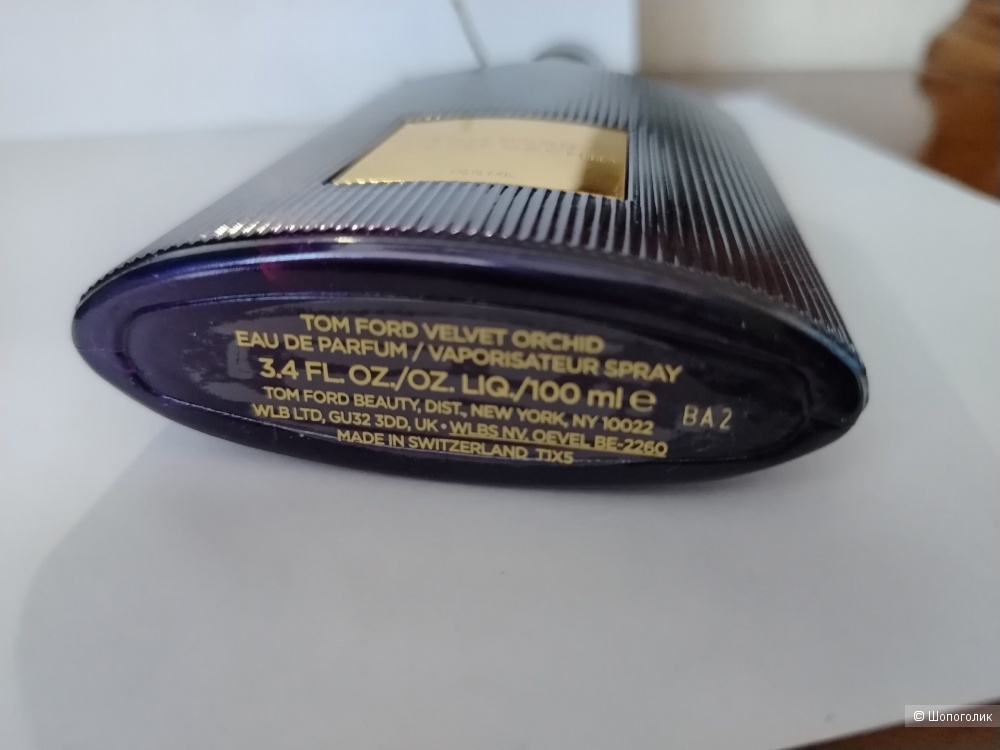 TOM FORD VELVET ORCHID
EAU DE PARFUM / VAPORISATEUR SPRAY
3.4 FL. OZ./OZ. LIQ./100 ml ℮
TOM FORD BEAUTY, DIST., NEW YORK, NY 10022
WLB LTD, GU32 3DD, UK • WLBS NV, OEVEL BE-2260
MADE IN SWITZERLAND T1X5
BA2
© Шопоголик